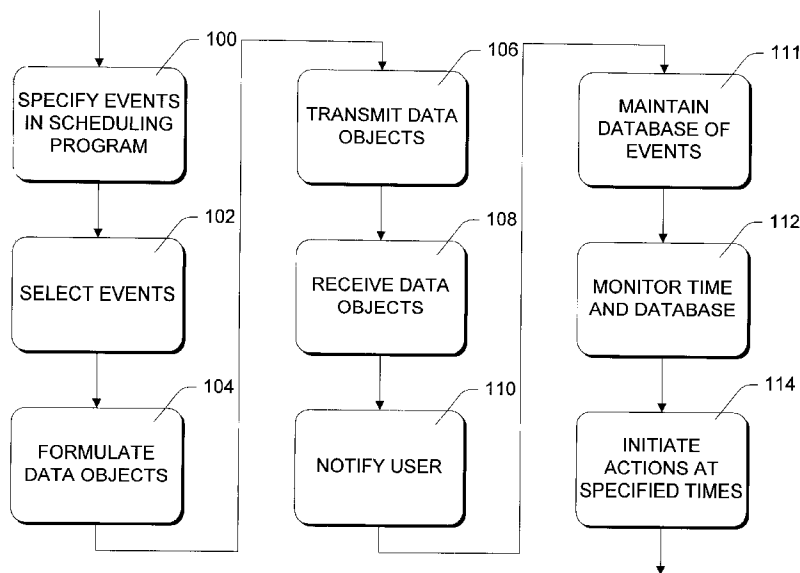 100
SPECIFY EVENTS
IN SCHEDULING
PROGRAM
102
SELECT EVENTS
104
FORMULATE
DATA OBJECTS
106
TRANSMIT DATA
OBJECTS
108
RECEIVE DATA
OBJECTS
110
NOTIFY USER
111
MAINTAIN
DATABASE OF
EVENTS
112
MONITOR TIME
AND DATABASE
114
INITIATE
ACTIONS AT
SPECIFIED TIMES